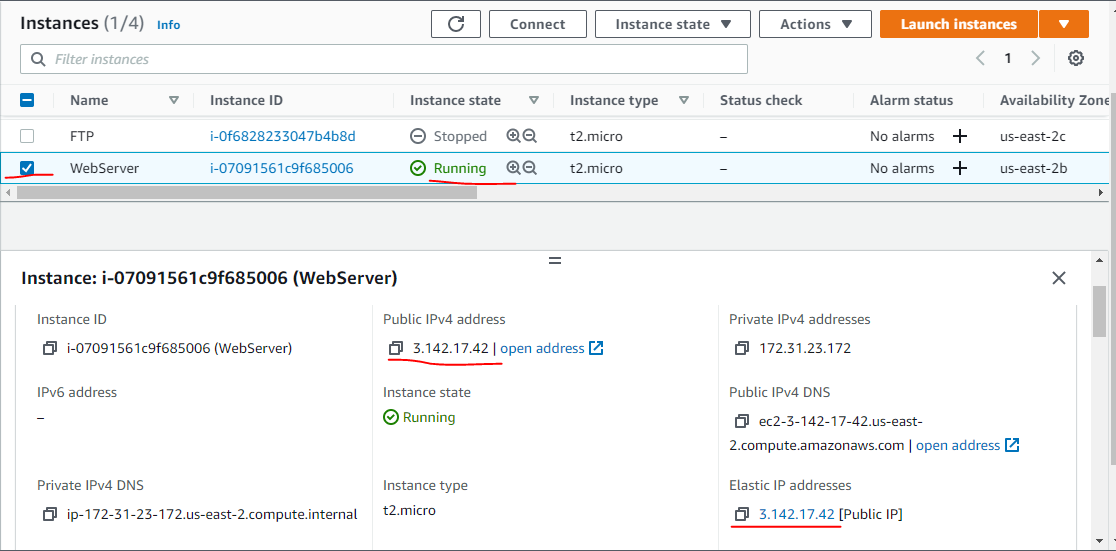 Instances (1/4) Info Connect Instance state Actions Launch instances
Filter instances 1
Name Instance ID Instance state Instance type Status check Alarm status Availability Zone
FTP i-0f6828233047b4b8d Stopped t2.micro – No alarms + us-east-2c
WebServer i-07091561c9f685006 Running t2.micro – No alarms + us-east-2b
Instance: i-07091561c9f685006 (WebServer)
Instance ID Public IPv4 address Private IPv4 addresses
i-07091561c9f685006 (WebServer) 3.142.17.42 | open address 172.31.23.172
IPv6 address Instance state Public IPv4 DNS
– Running ec2-3-142-17-42.us-east-
2.compute.amazonaws.com | open address
Private IPv4 DNS Instance type Elastic IP addresses
ip-172-31-23-172.us-east-2.compute.internal t2.micro 3.142.17.42 [Public IP]